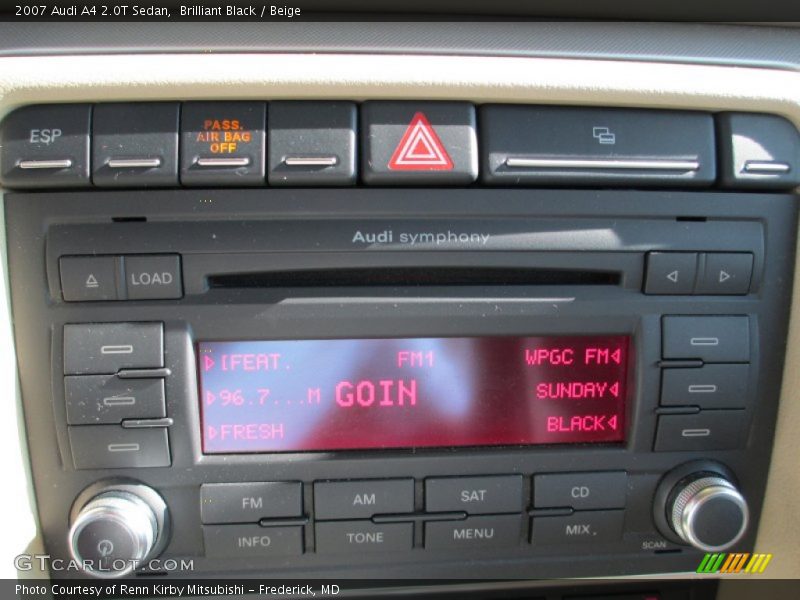 2007 Audi A4 2.0T Sedan,  Brilliant Black / Beige
ESP
PASS.
AIR BAG
OFF
Audi symphony
LOAD
[FEAT. FM1 WPGC FM
96.7...M GOIN SUNDAY
FRESH BLACK
FM AM SAT CD
INFO TONE MENU MIX.
SCAN
GTCARLOT.COM
Photo Courtesy of Renn Kirby Mitsubishi - Frederick, MD